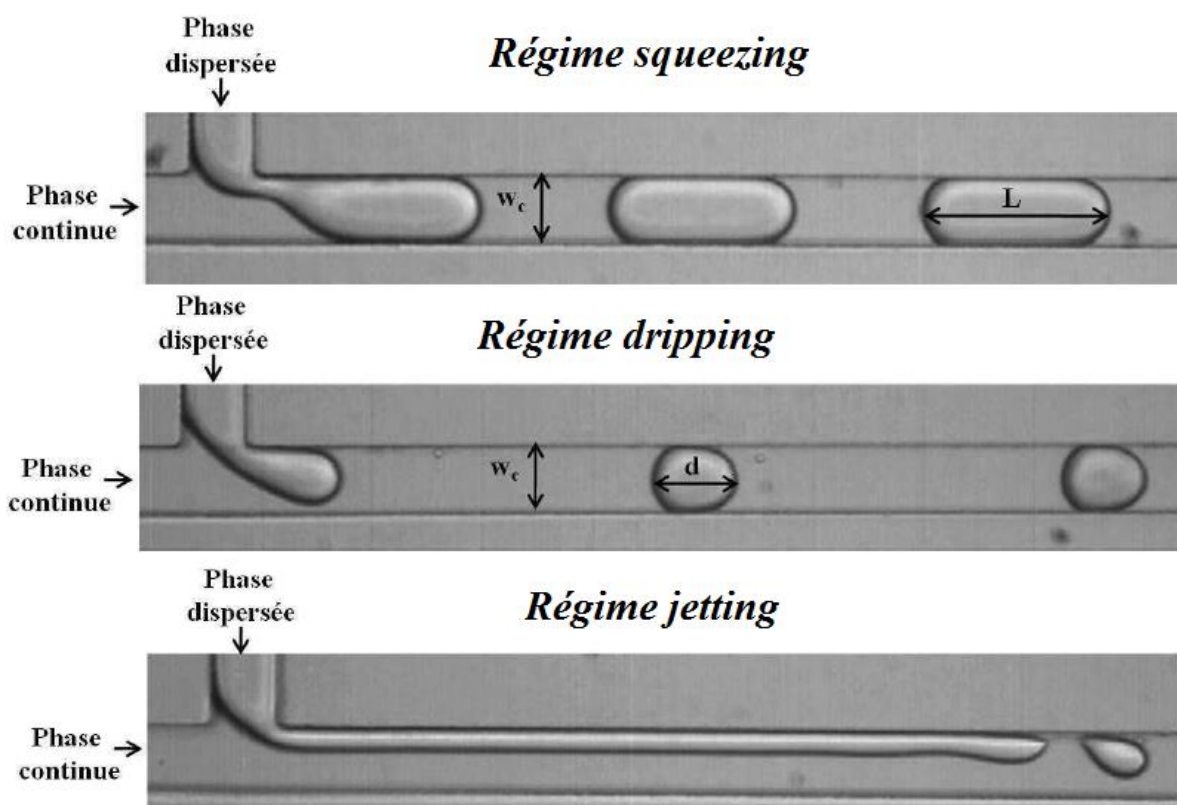 Phase
dispersée
Régime squeezing
Phase
continue
w_c
L
Phase
dispersée
Régime dripping
Phase
continue
w_c
d
Phase
dispersée
Régime jetting
Phase
continue